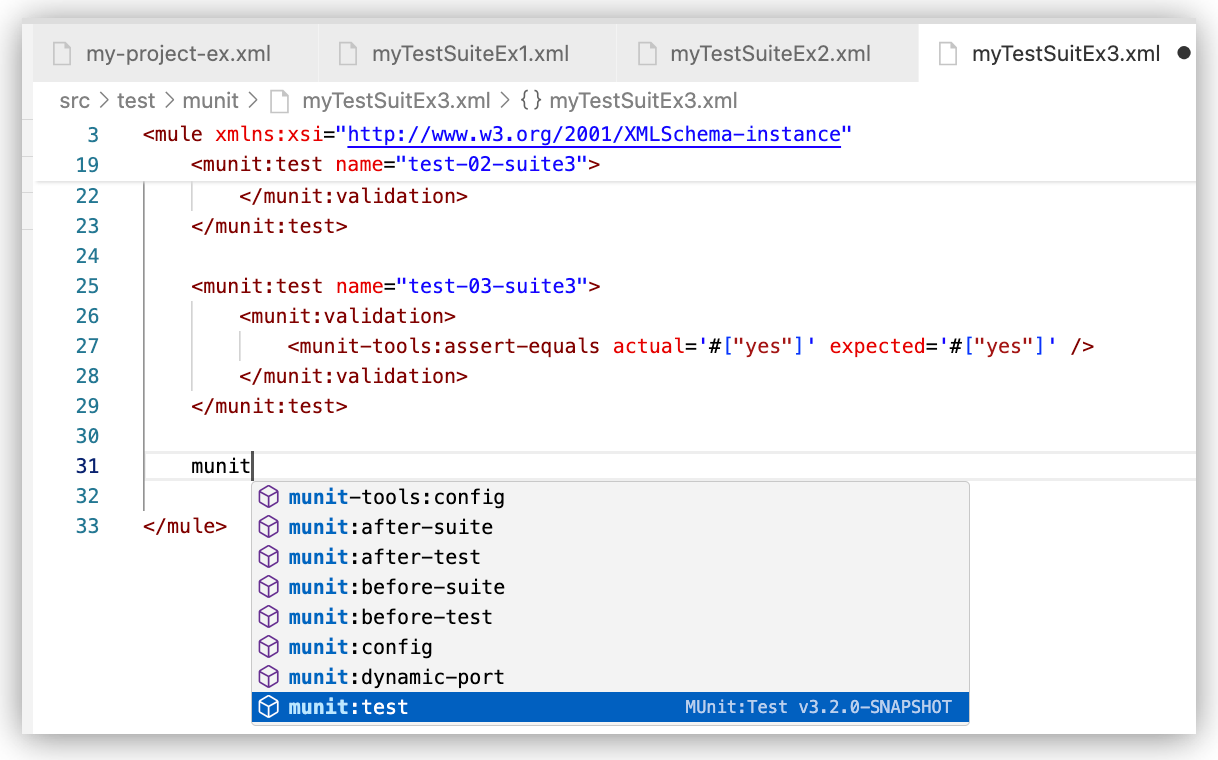 my-project-ex.xml myTestSuiteEx1.xml myTestSuiteEx2.xml myTestSuitEx3.xml
src > test > munit > myTestSuitEx3.xml > {} myTestSuitEx3.xml
3 <mule xmlns:xsi="http://www.w3.org/2001/XMLSchema-instance"
19 <munit:test name="test-02-suite3">
22 </munit:validation>
23 </munit:test>
24
25 <munit:test name="test-03-suite3">
26 <munit:validation>
27 <munit-tools:assert-equals actual='#["yes"]' expected='#["yes"]' />
28 </munit:validation>
29 </munit:test>
30
31 munit
32 munit-tools:config
33 </mule> munit:after-suite
munit:after-test
munit:before-suite
munit:before-test
munit:config
munit:dynamic-port
munit:test MUnit:Test v3.2.0-SNAPSHOT